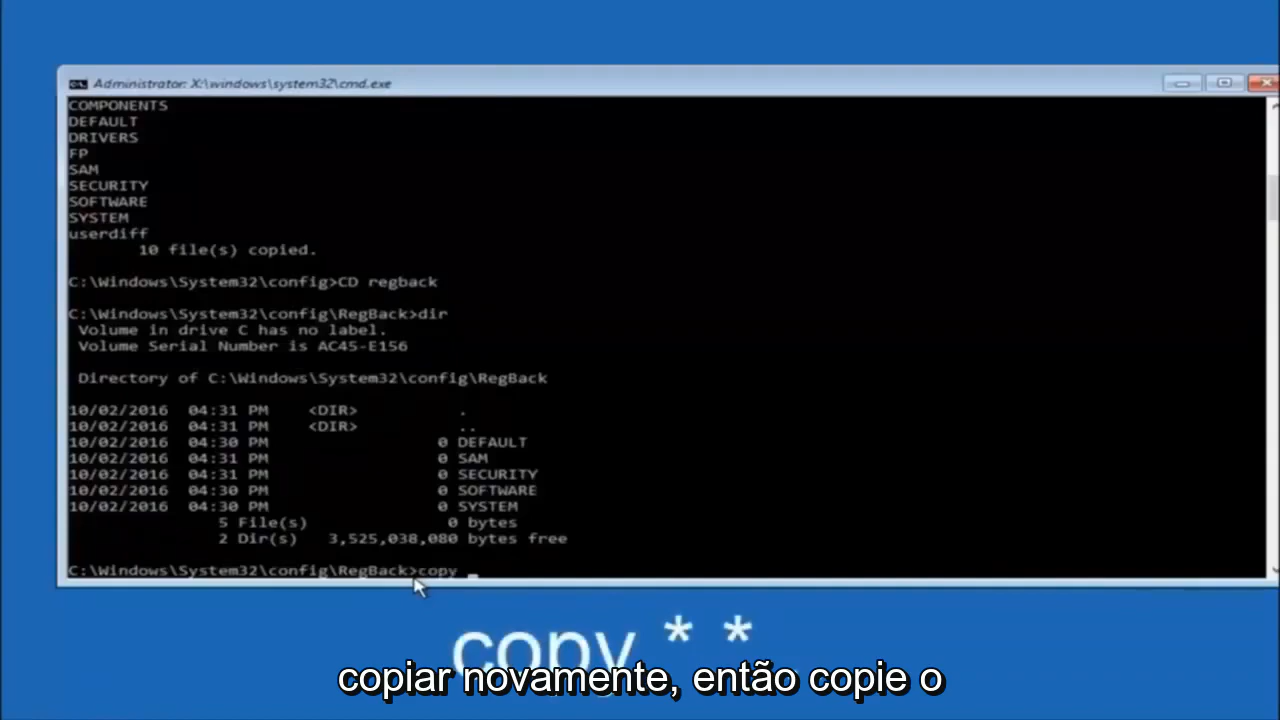 Administrator: X:\windows\system32\cmd.exe
COMPONENTS
DEFAULT
DRIVERS
FP
SAM
SECURITY
SOFTWARE
SYSTEM
userdiff
10 file(s) copied.
C:\Windows\System32\config>CD regback
C:\Windows\System32\config\RegBack>dir
Volume in drive C has no label.
Volume Serial Number is AC45-E156
Directory of C:\Windows\System32\config\RegBack
10/02/2016 04:31 PM <DIR> .
10/02/2016 04:31 PM <DIR> ..
10/02/2016 04:30 PM 0 DEFAULT
10/02/2016 04:31 PM 0 SAM
10/02/2016 04:31 PM 0 SECURITY
10/02/2016 04:30 PM 0 SOFTWARE
10/02/2016 04:30 PM 0 SYSTEM
5 File(s) 0 bytes
2 Dir(s) 3,525,038,080 bytes free
C:\Windows\System32\config\RegBack>copy _
copy * *
copiar novamente, então copie o